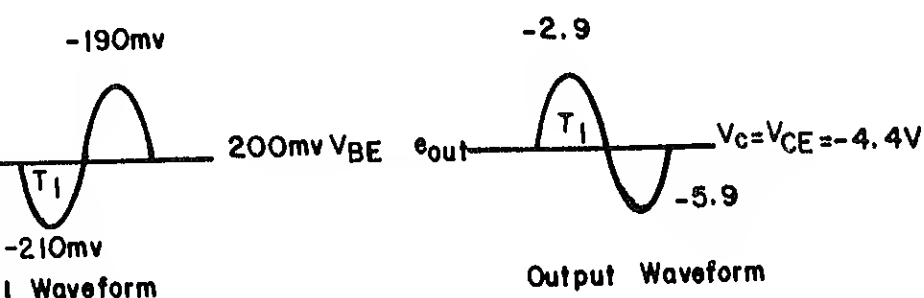 -190mv
-2.9
200mv VBE
eout
T1
VC=VCE=-4.4V
T1
-5.9
-210mv
Waveform
Output Waveform